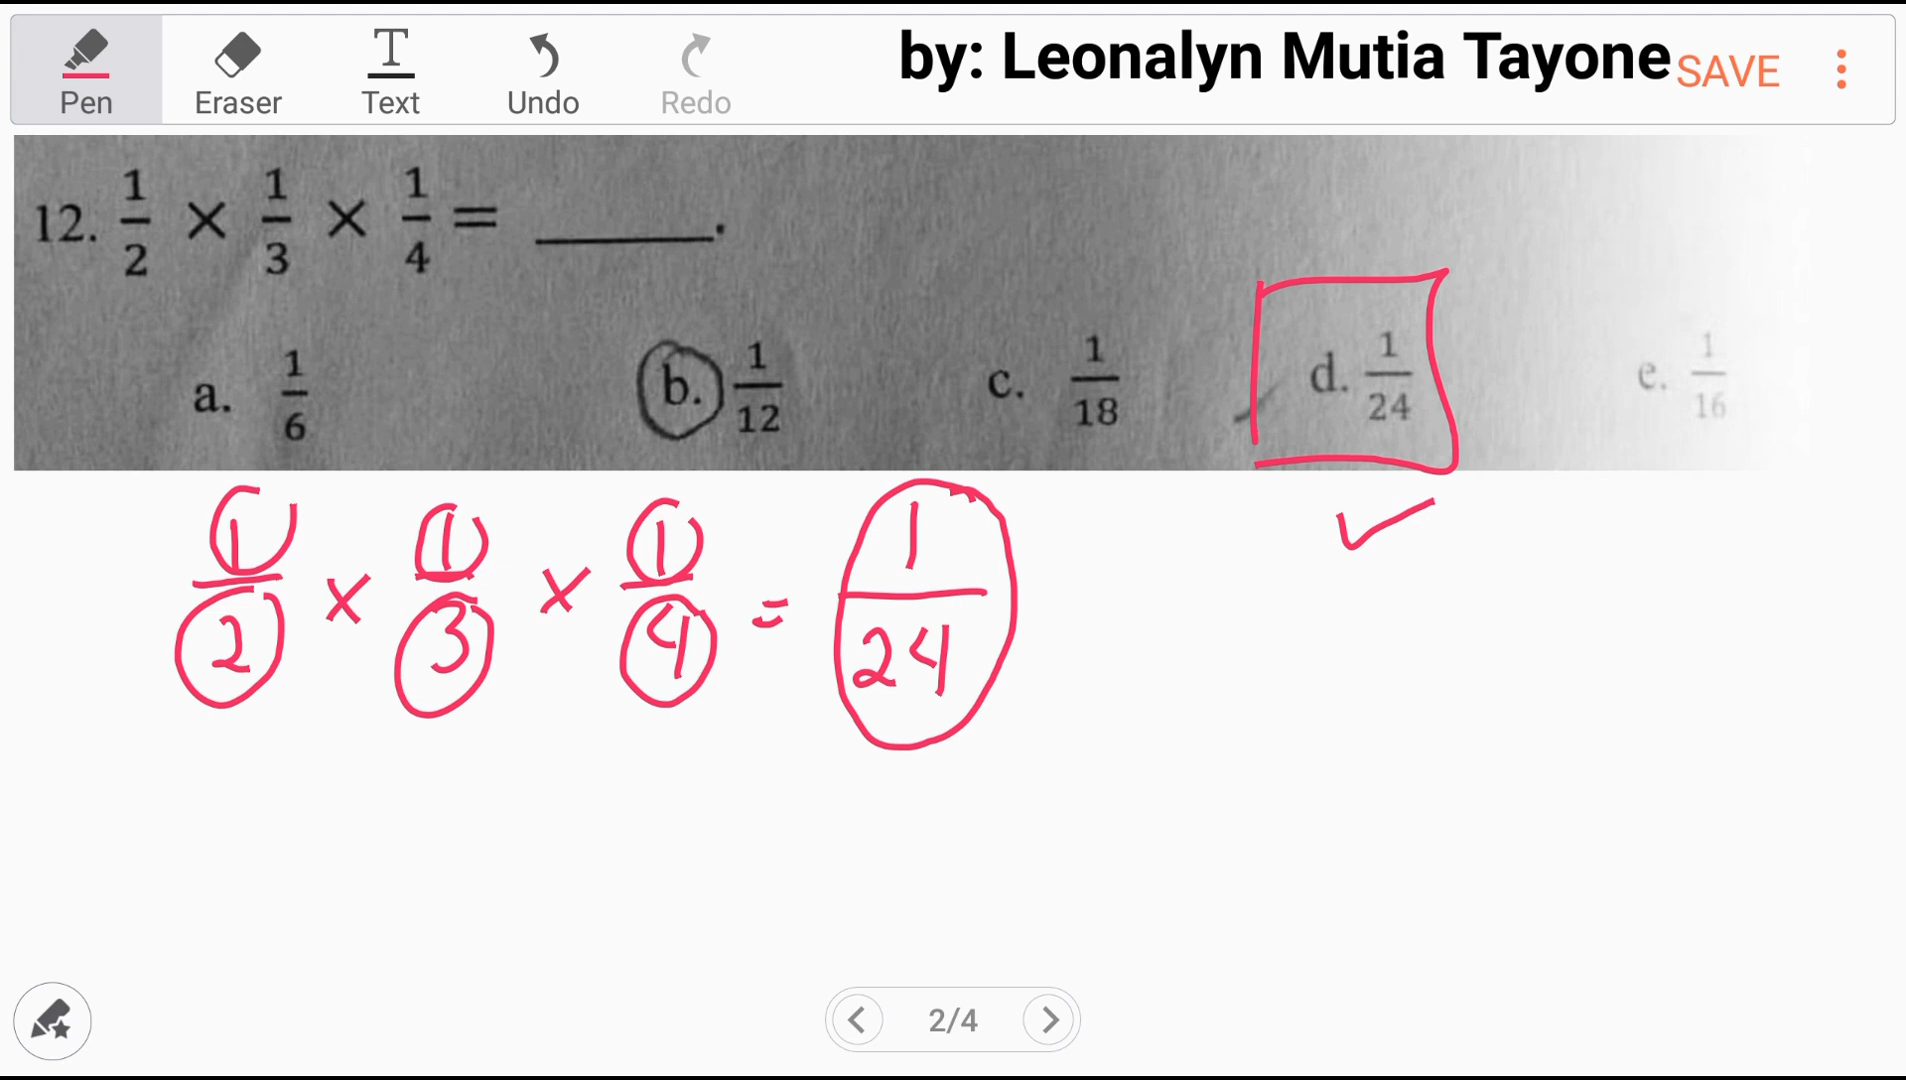 Pen Eraser Text Undo Redo by: Leonalyn Mutia Tayone SAVE
12. 1/2 × 1/3 × 1/4 = ______.
a. 1/6 b. 1/12 c. 1/18 d. 1/24 e. 1/16
1/2 × 1/3 × 1/4 = 1/24
2/4